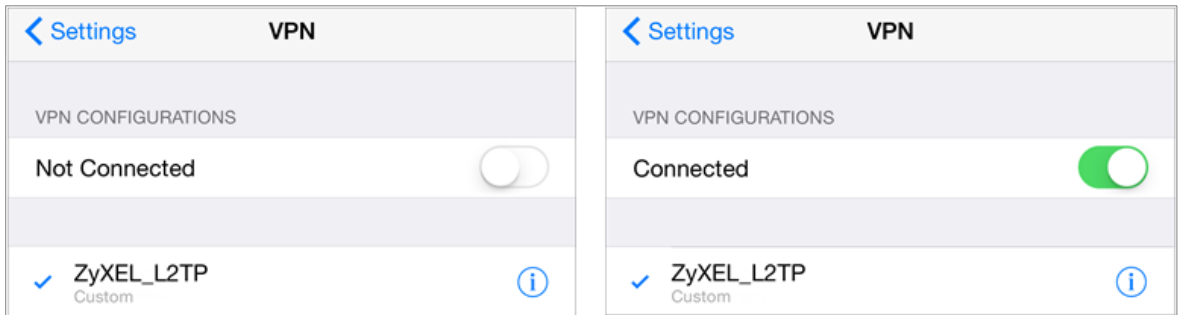 Settings
VPN
VPN CONFIGURATIONS
Not Connected
ZyXEL_L2TP
Custom
Settings
VPN
VPN CONFIGURATIONS
Connected
ZyXEL_L2TP
Custom